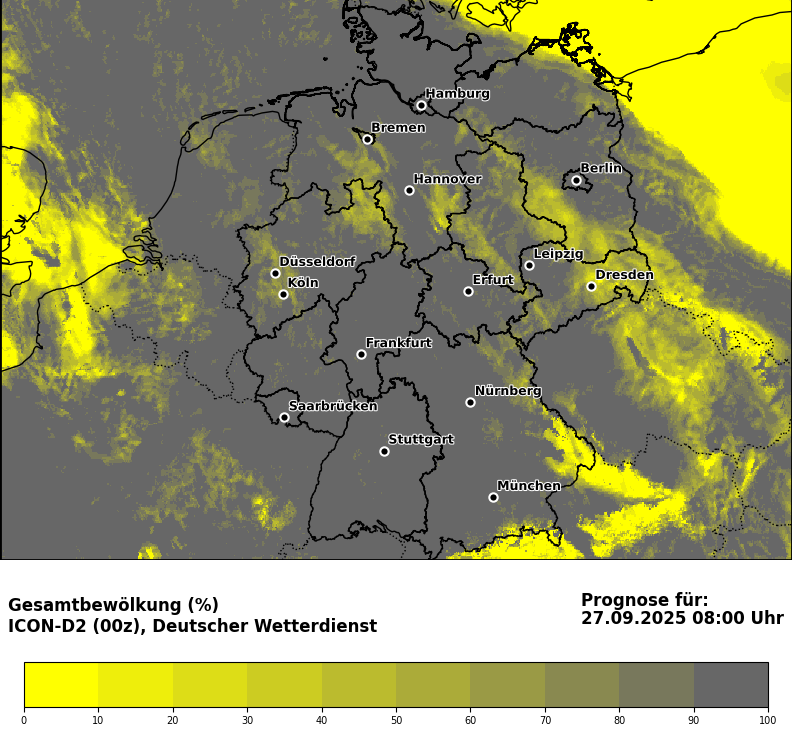 Hamburg
Bremen
Berlin
Hannover
Leipzig
Düsseldorf
Dresden
Erfurt
Köln
Frankfurt
Nürnberg
Saarbrücken
Stuttgart
München
Gesamtbewölkung (%)
ICON-D2 (00z), Deutscher Wetterdienst
Prognose für:
27.09.2025 08:00 Uhr
0 10 20 30 40 50 60 70 80 90 100